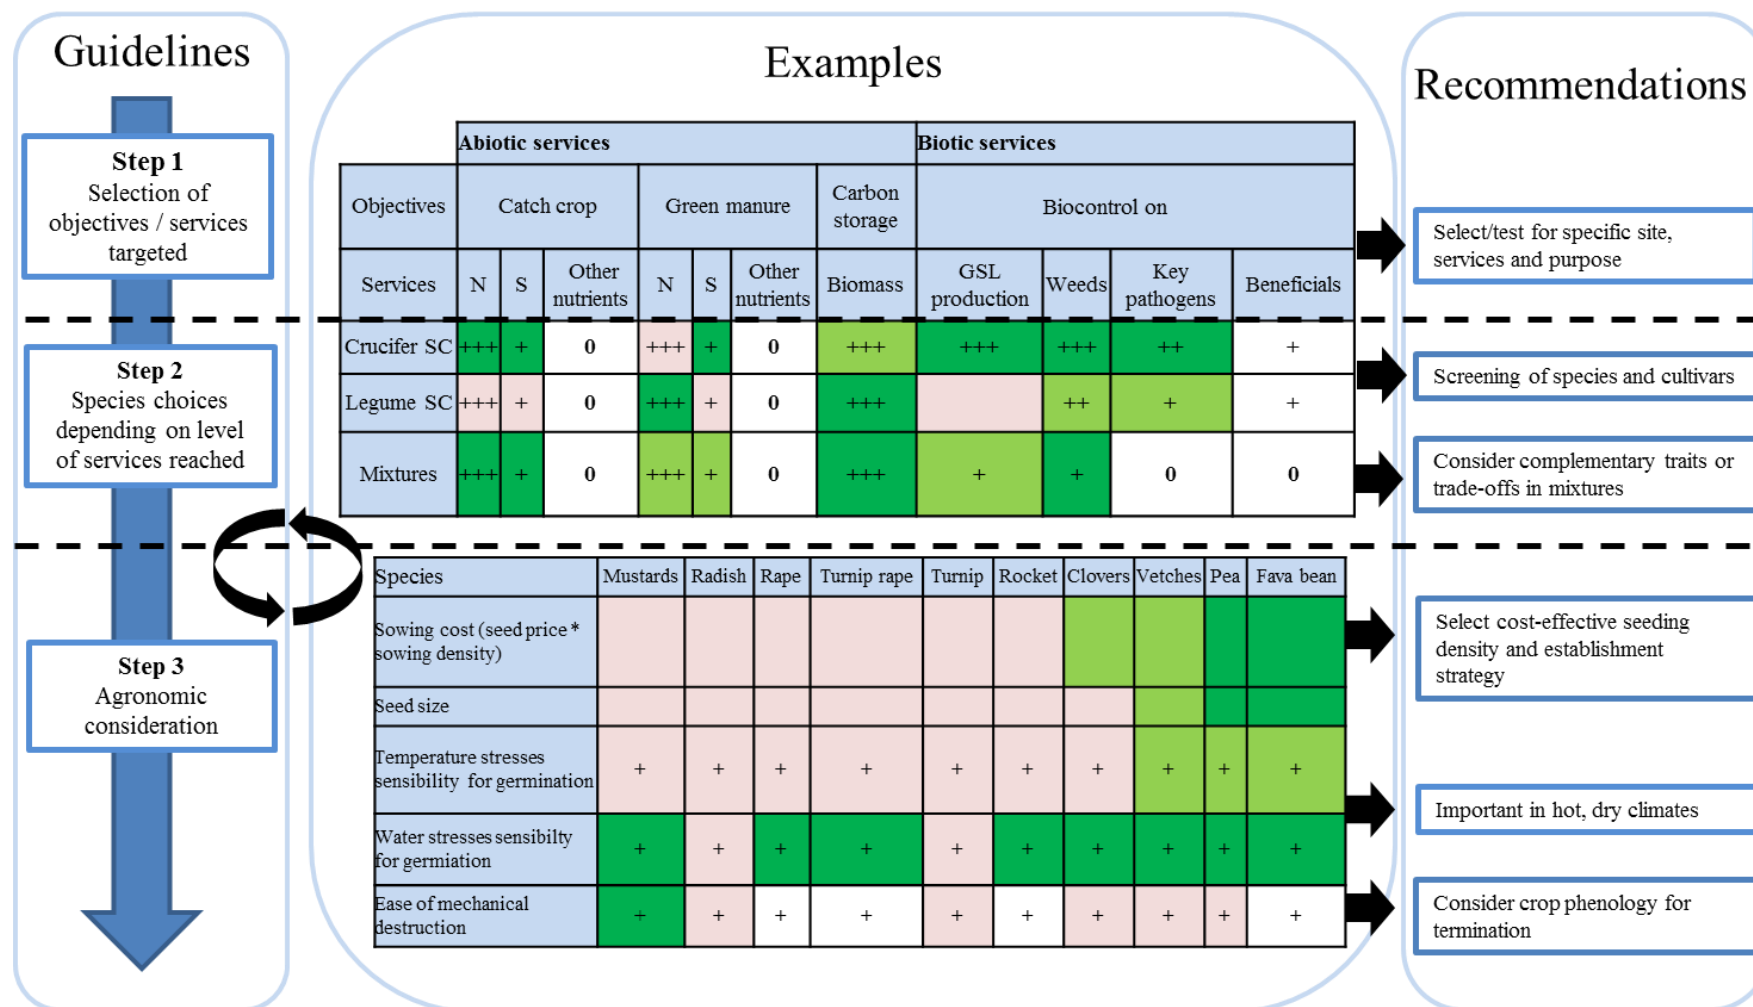 Guidelines
Step 1
Selection of
objectives / services
targeted
Step 2
Species choices
depending on level
of services reached
Step 3
Agronomic
consideration
Examples
Abiotic services Biotic services
Objectives Catch crop Green manure Carbon storage Biocontrol on
Services N S Other nutrients N S Other nutrients Biomass GSL production Weeds Key pathogens Beneficials
Crucifer SC +++ + 0 +++ + 0 +++ +++ +++ ++ +
Legume SC +++ + 0 +++ + 0 +++ ++ + +
Mixtures +++ + 0 +++ + 0 +++ + + 0 0
Species Mustards Radish Rape Turnip rape Turnip Rocket Clovers Vetches Pea Fava bean
Sowing cost (seed price *
sowing density)
Seed size
Temperature stresses
sensibility for germination + + + + + + + + + +
Water stresses sensibilty
for germiation + + + + + + + + + +
Ease of mechanical
destruction + + + + + + + + + +
Recommendations
Select/test for specific site,
services and purpose
Screening of species and cultivars
Consider complementary traits or
trade-offs in mixtures
Select cost-effective seeding
density and establishment
strategy
Important in hot, dry climates
Consider crop phenology for
termination